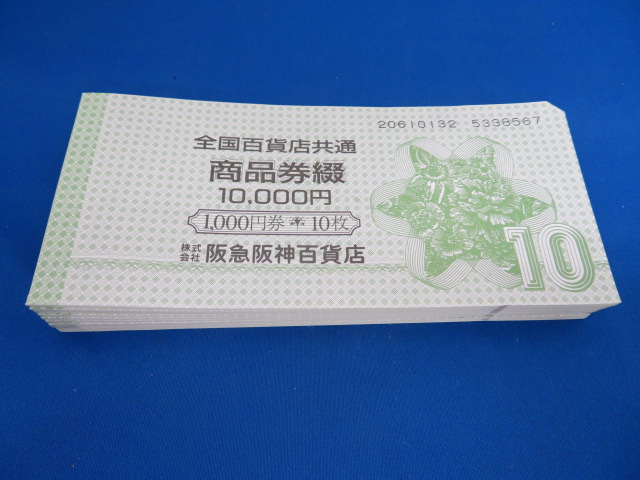 20610132 5338567
全国百貨店共通
商品券綴
10,000円
1,000円券＊10枚
株式会社 阪急阪神百貨店
10